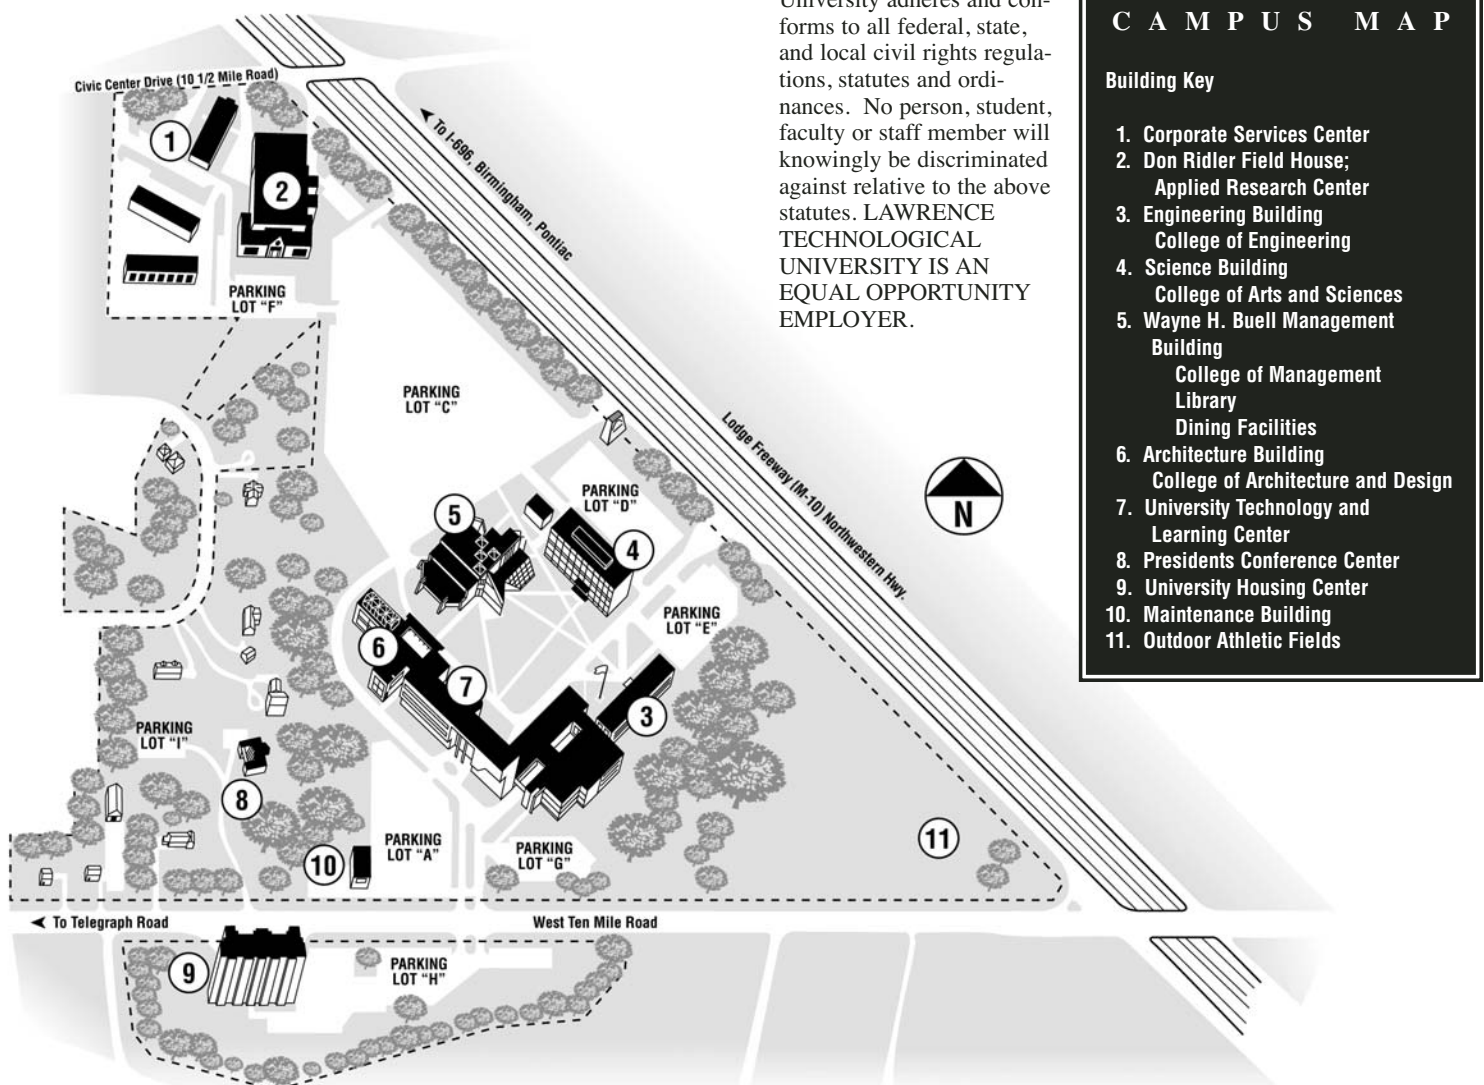 University adheres and con-
forms to all federal, state,
and local civil rights regula-
tions, statutes and ordi-
nances. No person, student,
faculty or staff member will
knowingly be discriminated
against relative to the above
statutes. LAWRENCE
TECHNOLOGICAL
UNIVERSITY IS AN
EQUAL OPPORTUNITY
EMPLOYER.
CAMPUS MAP
Building Key
1. Corporate Services Center
2. Don Ridler Field House;
Applied Research Center
3. Engineering Building
College of Engineering
4. Science Building
College of Arts and Sciences
5. Wayne H. Buell Management
Building
College of Management
Library
Dining Facilities
6. Architecture Building
College of Architecture and Design
7. University Technology and
Learning Center
8. Presidents Conference Center
9. University Housing Center
10. Maintenance Building
11. Outdoor Athletic Fields
Civic Center Drive (10 1/2 Mile Road)
To I-696, Birmingham, Pontiac
1
2
PARKING
LOT "F"
PARKING
LOT "C"
Lodge Freeway (M-10) Northwestern Hwy.
N
PARKING
LOT "D"
5
4
PARKING
LOT "E"
6
7
3
PARKING
LOT "I"
8
10
PARKING
LOT "A"
PARKING
LOT "G"
11
To Telegraph Road
West Ten Mile Road
9
PARKING
LOT "H"